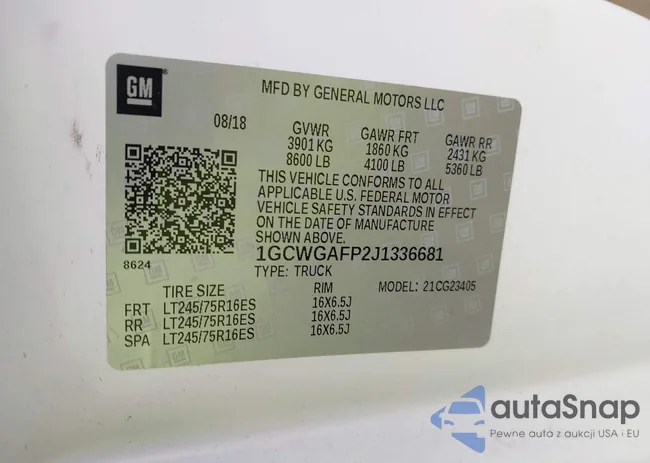 GM
MFD BY GENERAL MOTORS LLC
08/18 GVWR GAWR FRT GAWR RR
3901 KG 1860 KG 2431 KG
8600 LB 4100 LB 5360 LB
THIS VEHICLE CONFORMS TO ALL
APPLICABLE U.S. FEDERAL MOTOR
VEHICLE SAFETY STANDARDS IN EFFECT
ON THE DATE OF MANUFACTURE
SHOWN ABOVE.
8624 1GCWGAFP2J1336681
TYPE: TRUCK MODEL: 21CG23405
TIRE SIZE RIM
FRT LT245/75R16ES 16X6.5J
RR LT245/75R16ES 16X6.5J
SPA LT245/75R16ES 16X6.5J
autaSnap
Pewne auta z aukcji USA i EU